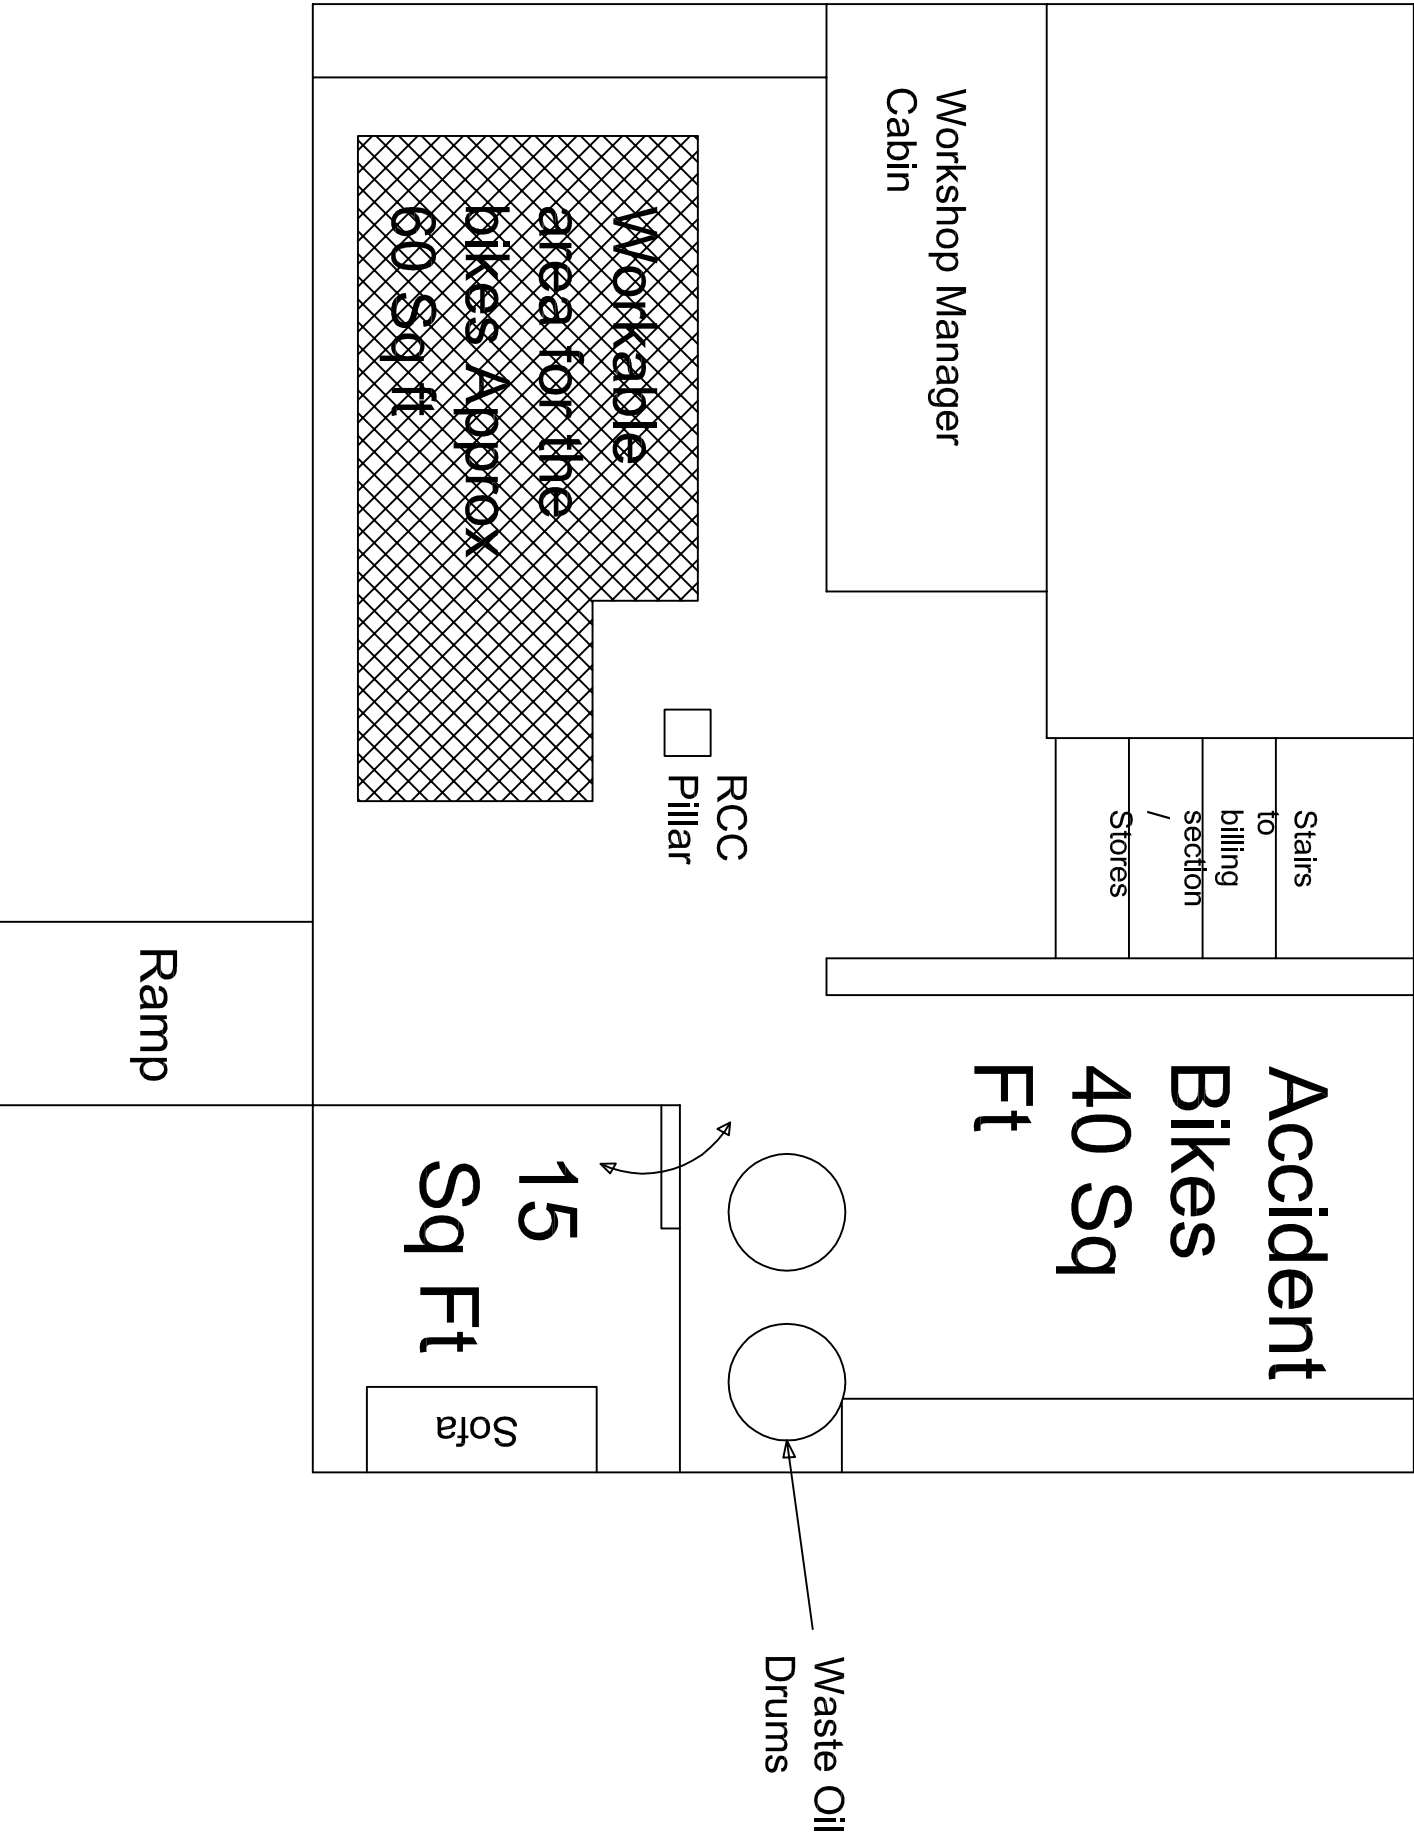 Workshop Manager
Cabin
Workable
area for the
bikes Approx
60 Sq ft
RCC
Pillar
Stairs
to
billing
section
/
Stores
Accident
Bikes
40 Sq
Ft
Ramp
15
Sq Ft
Sofa
Waste Oil
Drums